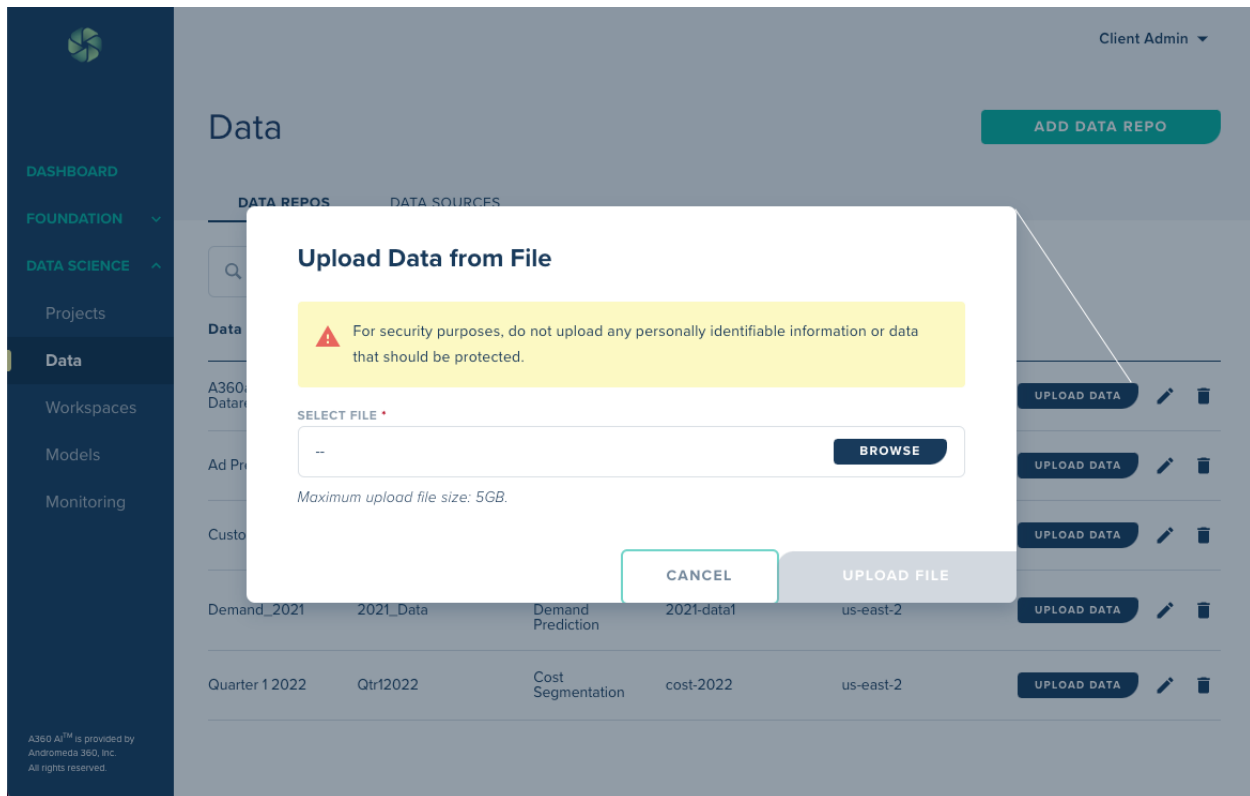 Client Admin
Data
ADD DATA REPO
DASHBOARD
FOUNDATION
DATA SCIENCE
Projects
Data
Workspaces
Models
Monitoring
A360 AI™ is provided by
Andromeda 360, Inc.
All rights reserved.
DATA REPOS DATA SOURCES
Upload Data from File
For security purposes, do not upload any personally identifiable information or data
that should be protected.
SELECT FILE *
--
BROWSE
Maximum upload file size: 5GB.
CANCEL
UPLOAD FILE
Data
UPLOAD DATA
UPLOAD DATA
UPLOAD DATA
Demand_2021 2021_Data Demand Prediction 2021-data1 us-east-2 UPLOAD DATA
Quarter 1 2022 Qtr12022 Cost Segmentation cost-2022 us-east-2 UPLOAD DATA